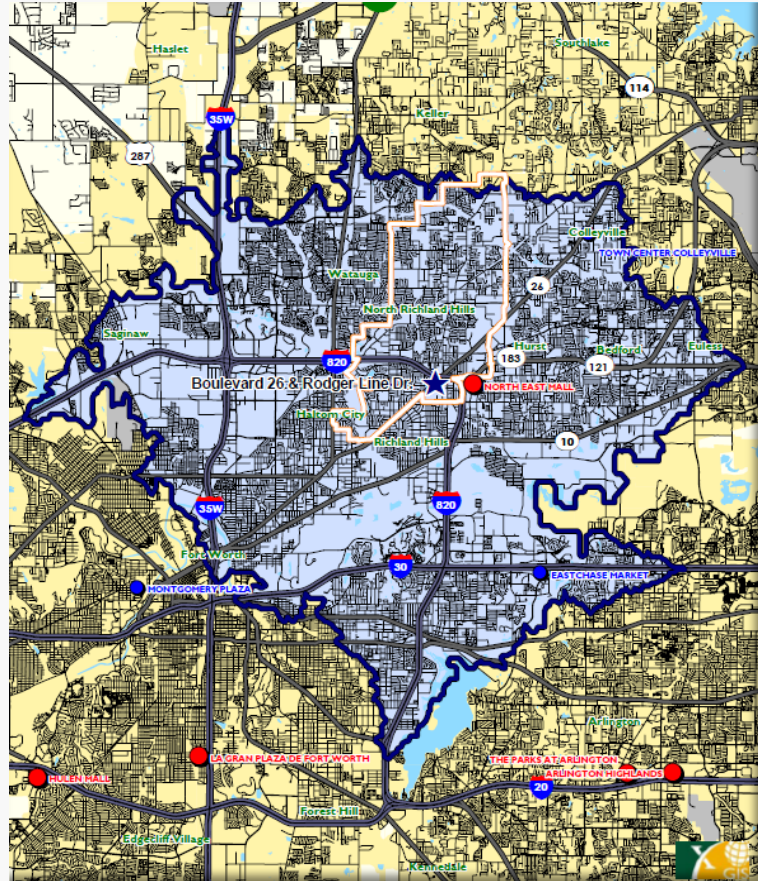 Haslet
Southlake
114
35W
Keller
287
Colleyville
TOWN CENTER COLLEYVILLE
Watauga
26
North Richland Hills
Saginaw
Hurst
Bedford
Euless
820
183
121
Boulevard 26 & Rodger Line Dr.
NORTH EAST MALL
Haltom City
Richland Hills
10
35W
820
Fort Worth
30
EASTCHASE MARKET
MONTGOMERY PLAZA
Arlington
LA GRAN PLAZA DE FORT WORTH
THE PARKS AT ARLINGTON
HULEN MALL
ARLINGTON HIGHLANDS
20
Forest Hill
Edgecliff Village
Kennedale
X
GIS